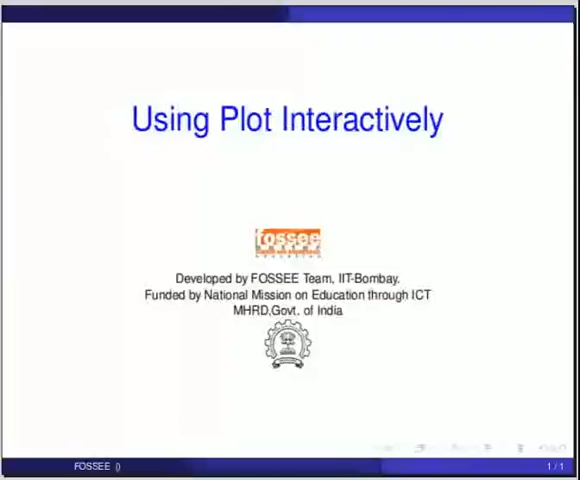 Using Plot Interactively
fossee
Developed by FOSSEE Team, IIT-Bombay.
Funded by National Mission on Education through ICT
MHRD,Govt. of India
FOSSEE ()
1 / 1